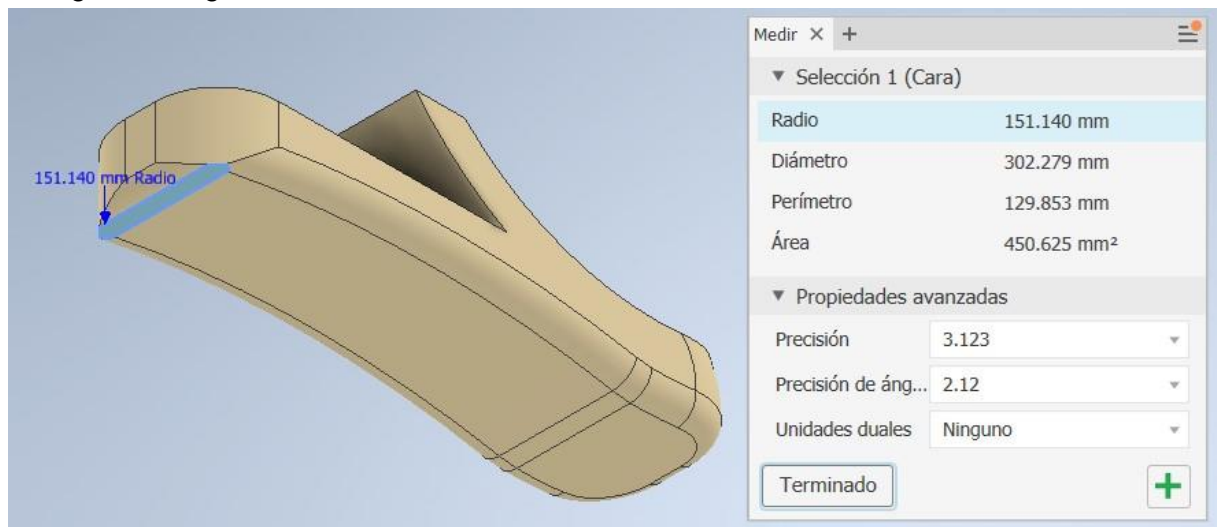 Medir × +
Selección 1 (Cara)
Radio 151.140 mm
Diámetro 302.279 mm
Perímetro 129.853 mm
Área 450.625 mm²
Propiedades avanzadas
Precisión 3.123
Precisión de áng... 2.12
Unidades duales Ninguno
Terminado
151.140 mm Radio